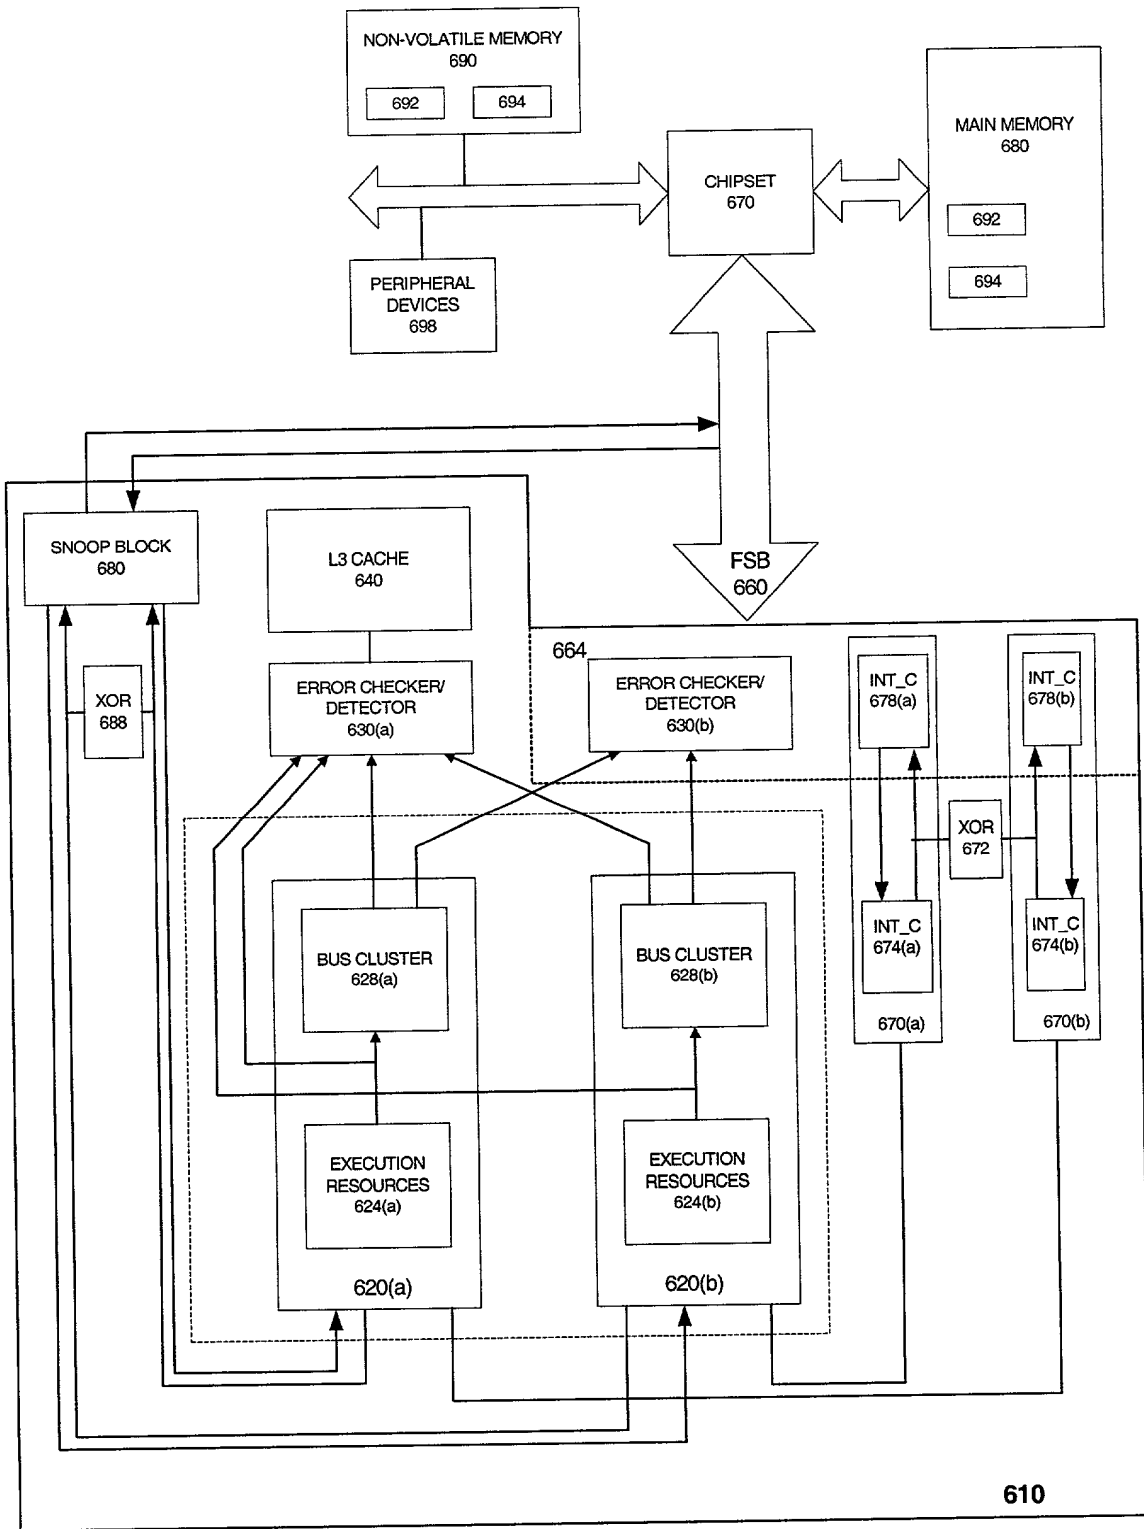 NON-VOLATILE MEMORY
690
692
694
MAIN MEMORY
680
692
694
CHIPSET
670
PERIPHERAL
DEVICES
698
SNOOP BLOCK
680
L3 CACHE
640
FSB
660
664
XOR
688
ERROR CHECKER/
DETECTOR
630(a)
ERROR CHECKER/
DETECTOR
630(b)
INT_C
678(a)
INT_C
678(b)
XOR
672
BUS CLUSTER
628(a)
BUS CLUSTER
628(b)
INT_C
674(a)
INT_C
674(b)
670(a)
670(b)
EXECUTION
RESOURCES
624(a)
EXECUTION
RESOURCES
624(b)
620(a)
620(b)
610